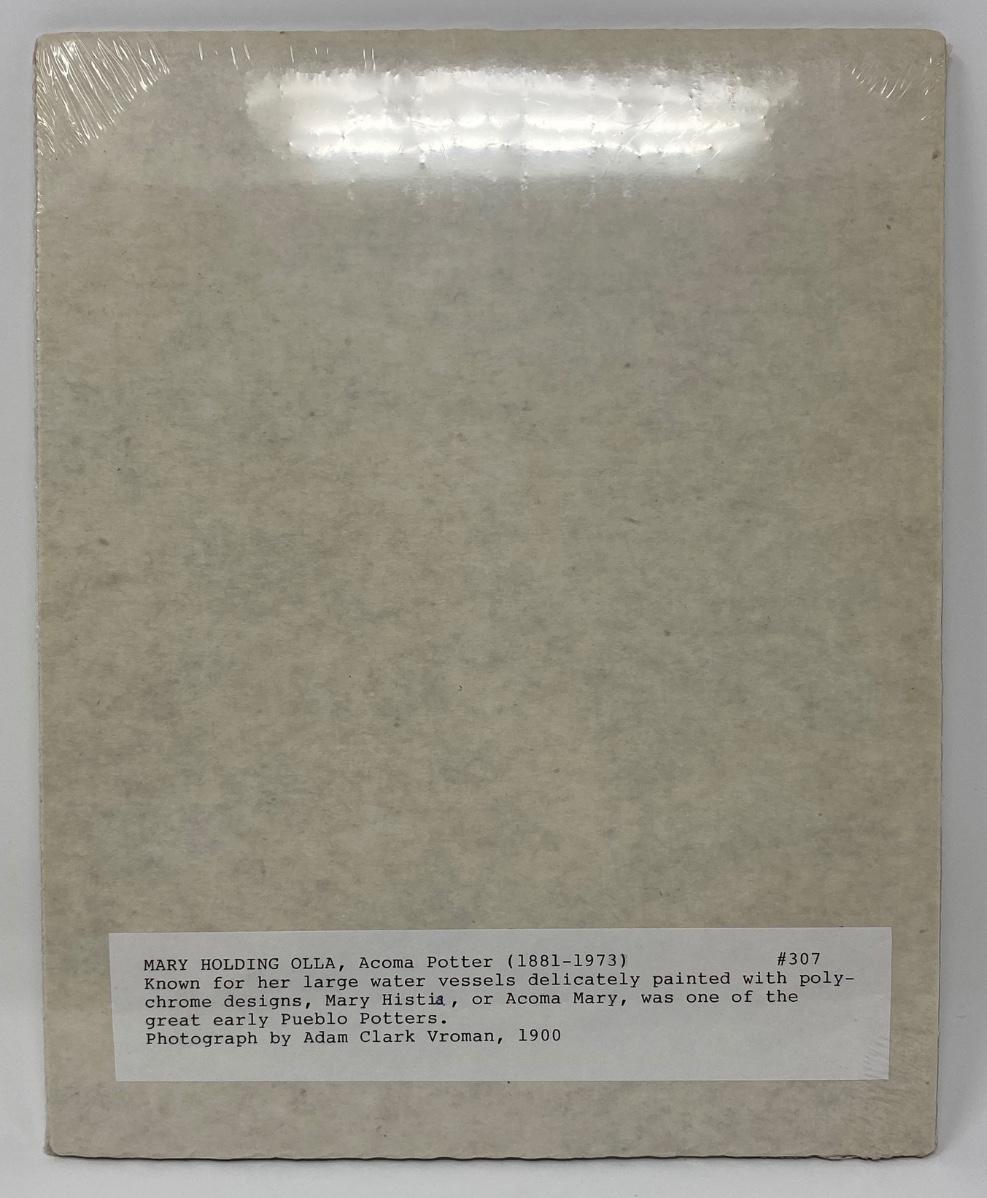 MARY HOLDING OLLA, Acoma Potter (1881-1973) #307
Known for her large water vessels delicately painted with poly-
chrome designs, Mary Histia, or Acoma Mary, was one of the
great early Pueblo Potters.
Photograph by Adam Clark Vroman, 1900